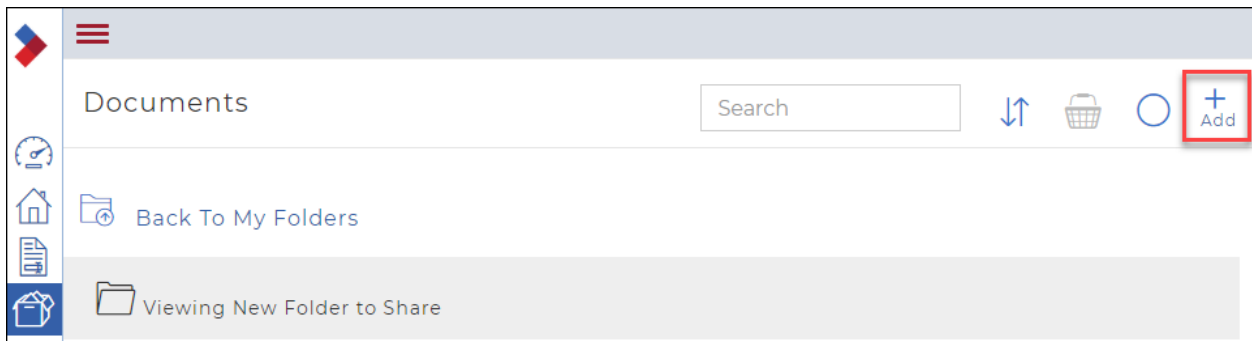 Documents
Search
Add
Back To My Folders
Viewing New Folder to Share